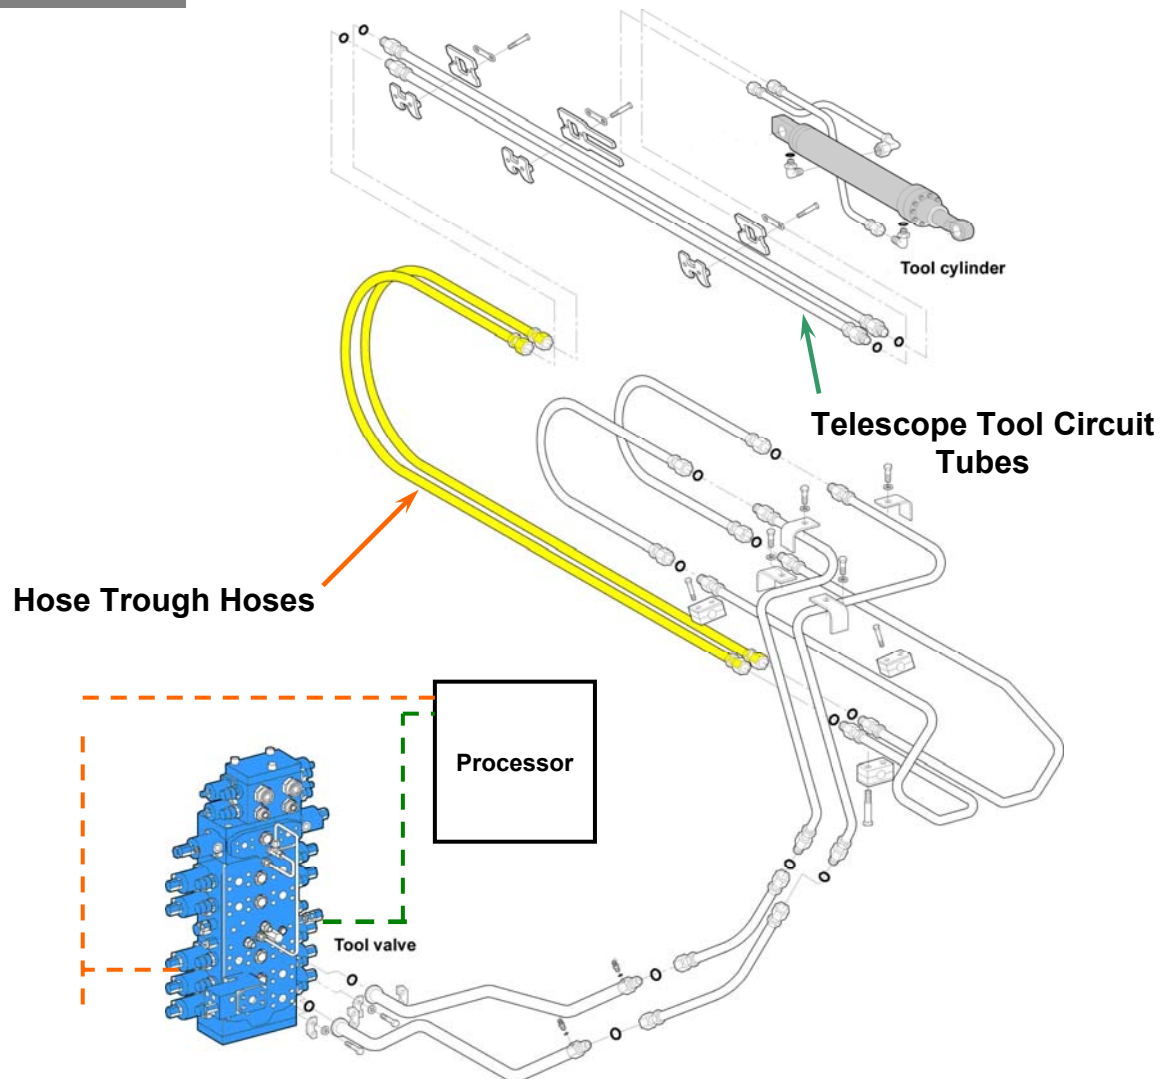 Tool cylinder
Telescope Tool Circuit
Tubes
Hose Trough Hoses
Processor
Tool valve